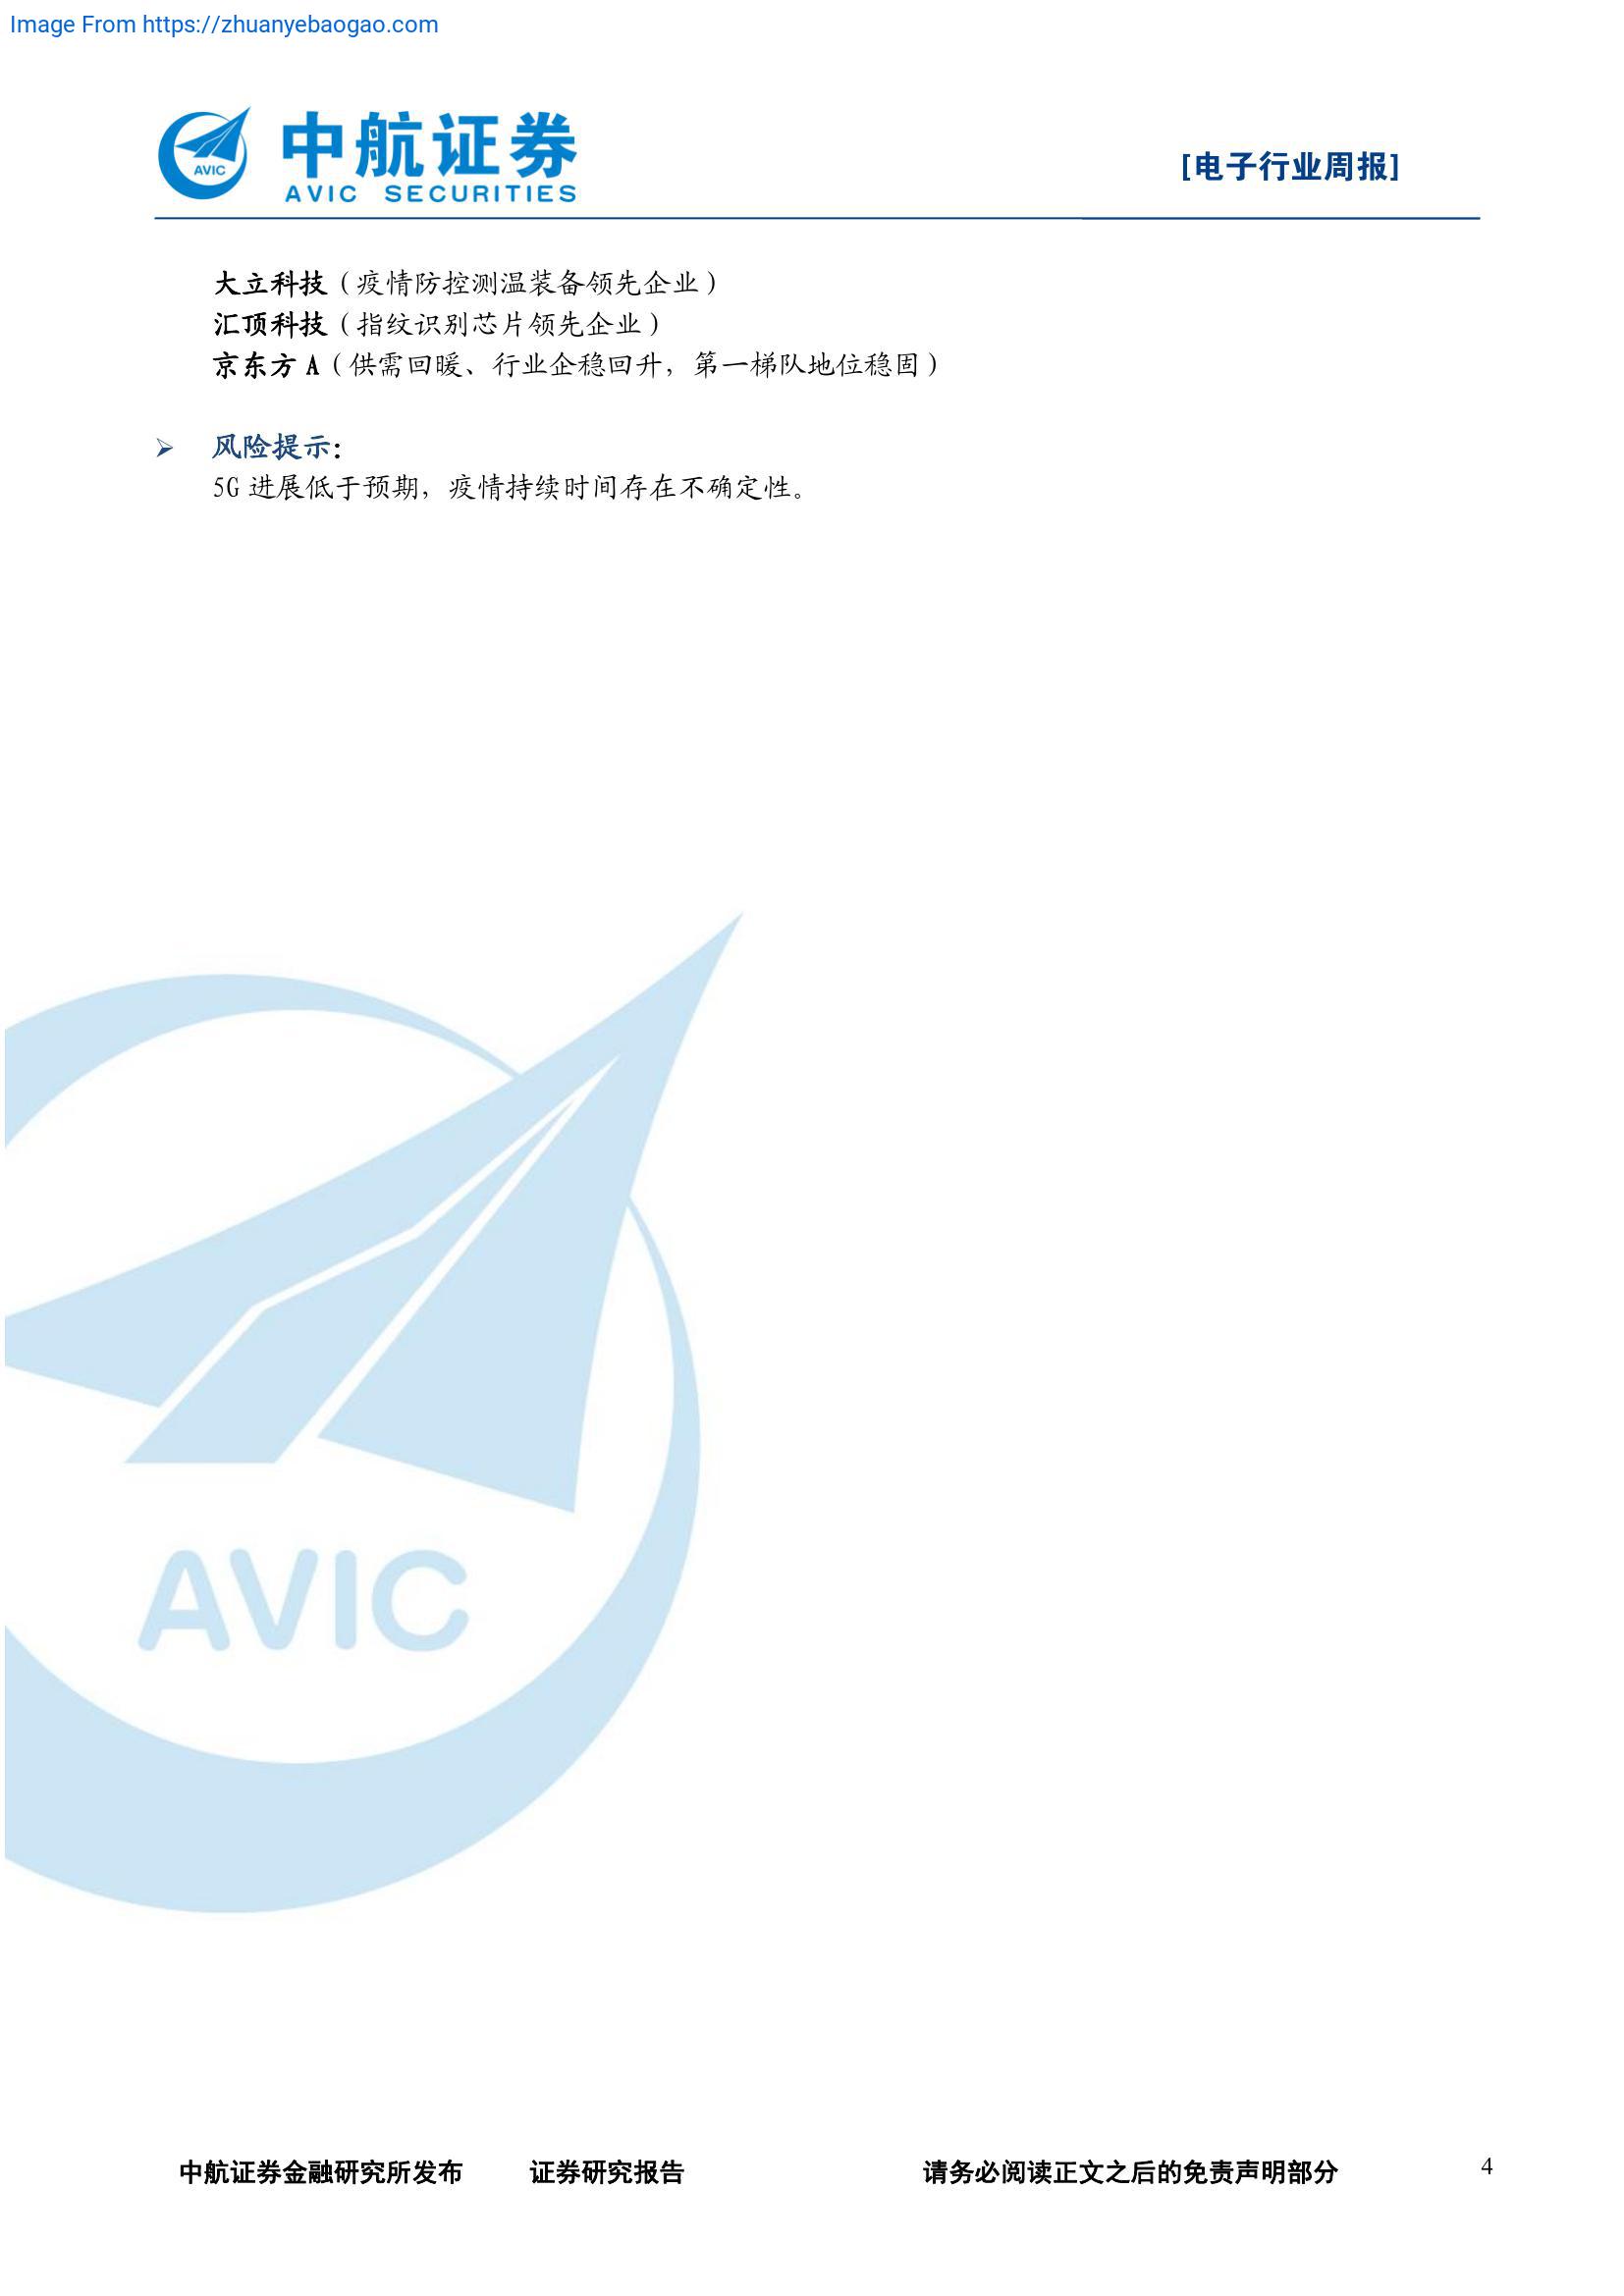 Image From https://zhuanyebaogao.com
AVIC
中航证券
AVIC SECURITIES
[电子行业周报]
大立科技（疫情防控测温装备领先企业）
汇顶科技（指纹识别芯片领先企业）
京东方 A（供需回暖、行业企稳回升，第一梯队地位稳固）
➢ 风险提示：
5G 进展低于预期，疫情持续时间存在不确定性。
AVIC
中航证券金融研究所发布 证券研究报告 请务必阅读正文之后的免责声明部分 4